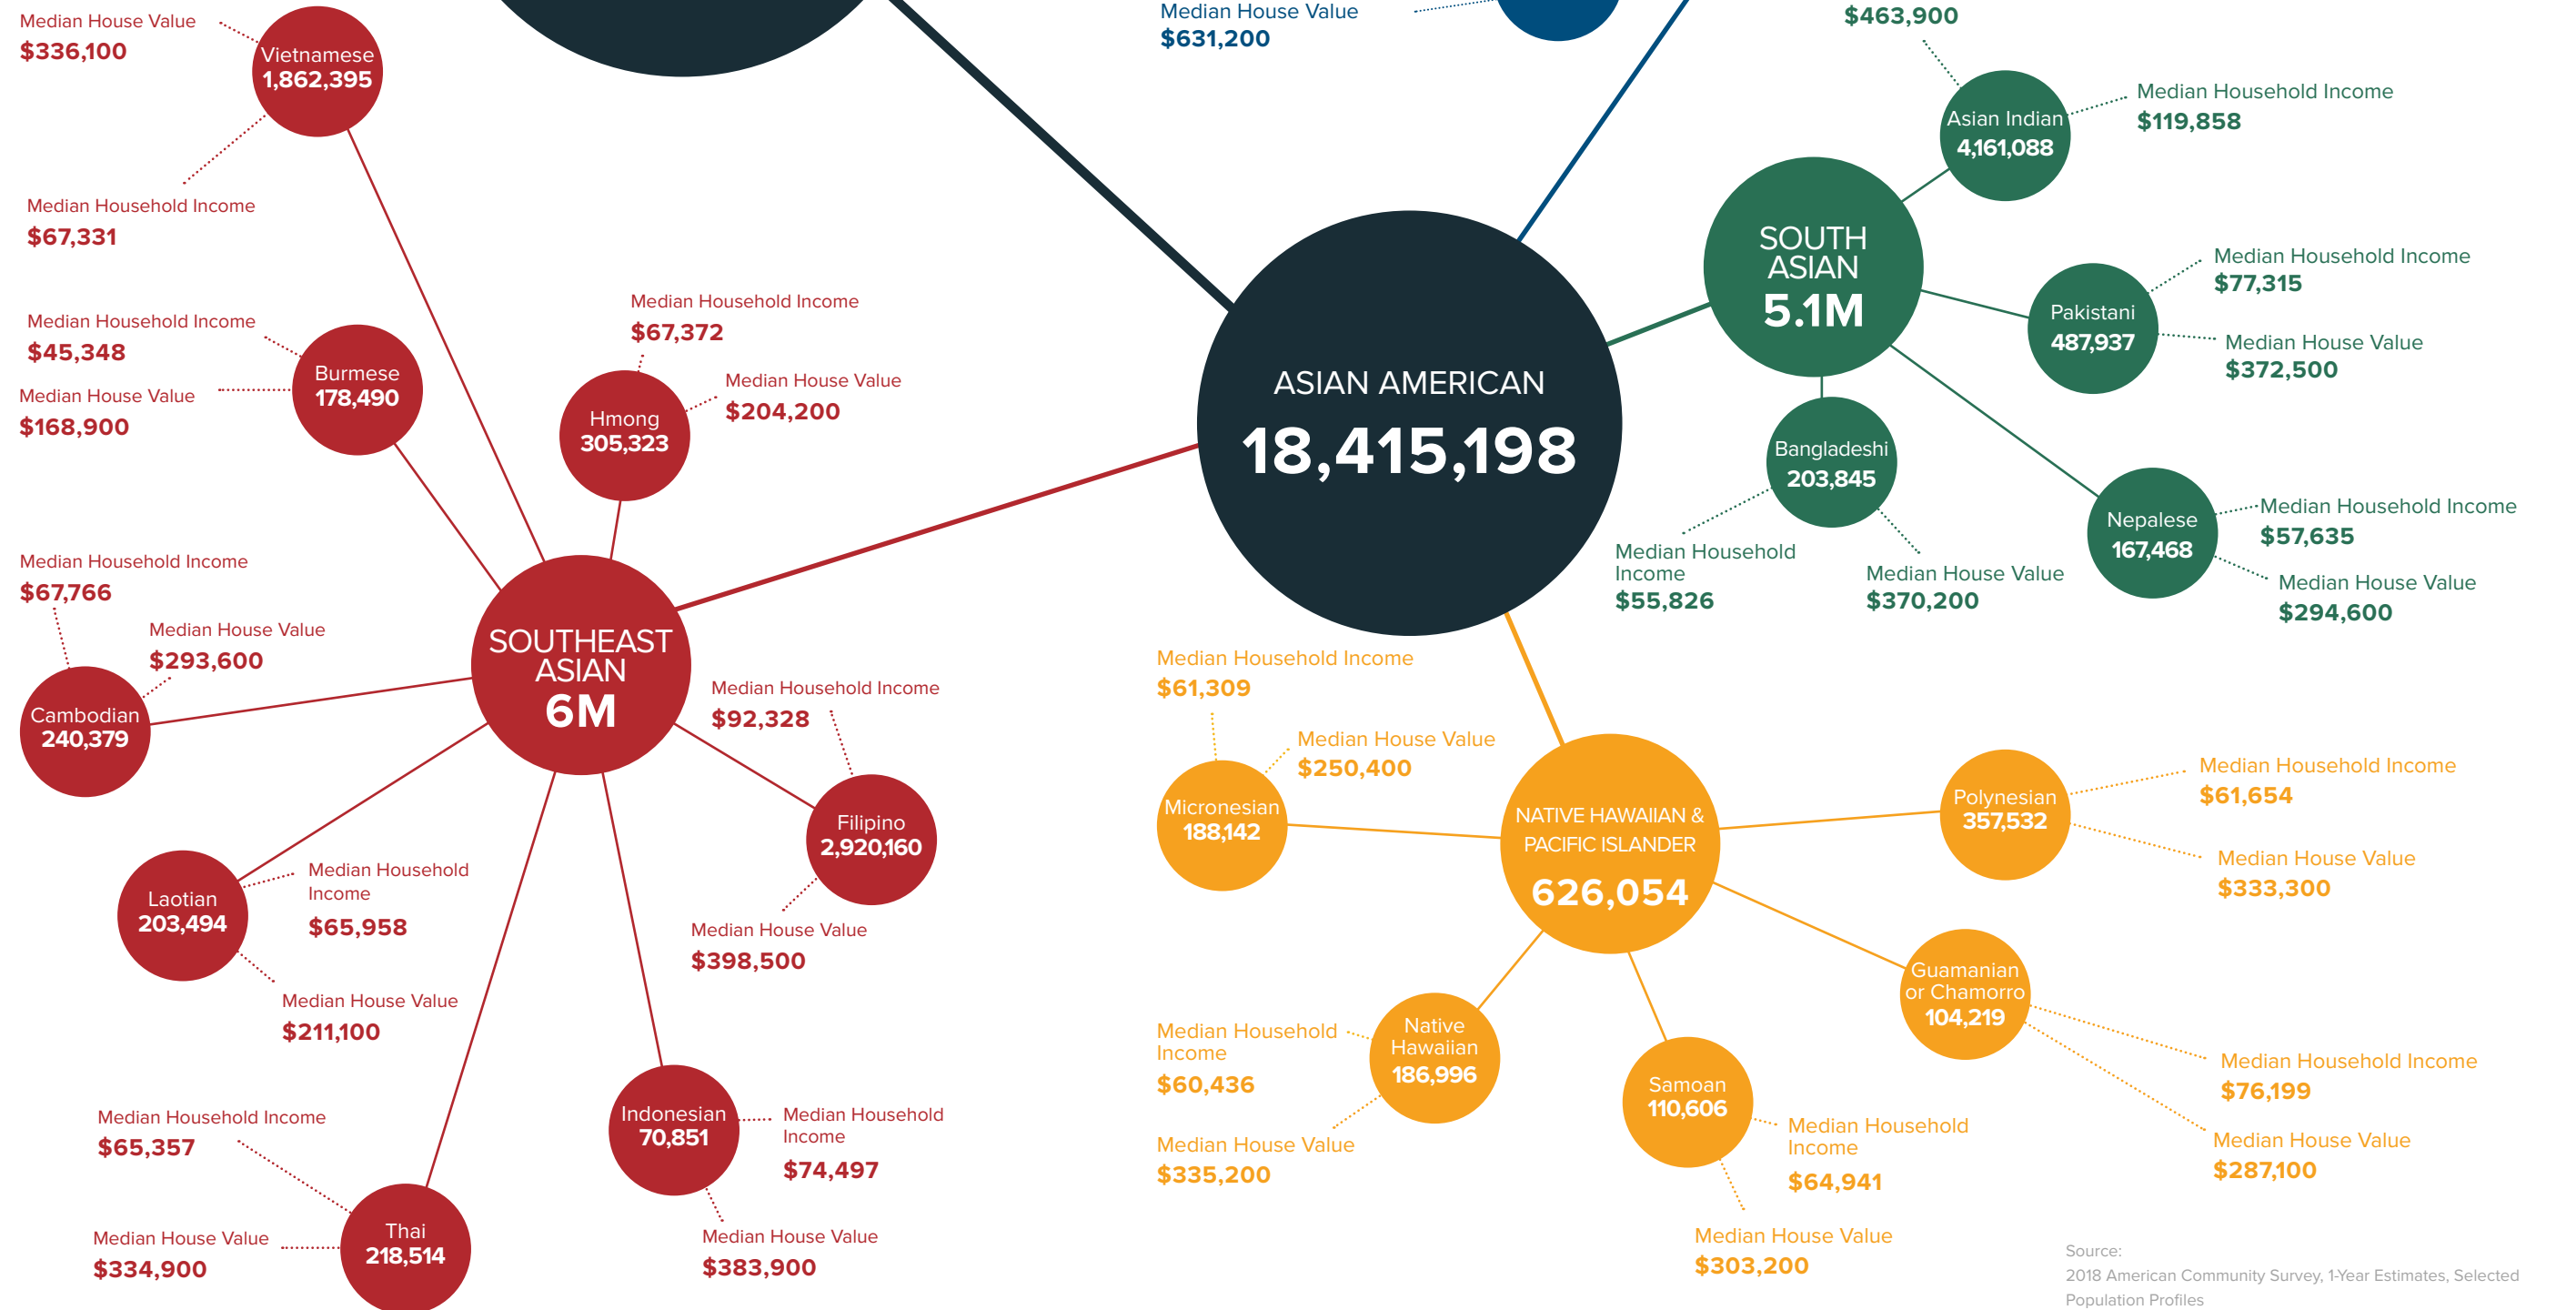 Median House Value
$336,100
Vietnamese
1,862,395
Median Household Income
$67,331
Median Household Income
$45,348
Median House Value
$168,900
Burmese
178,490
Median Household Income
$67,372
Median House Value
$204,200
Hmong
305,323
Median Household Income
$67,766
Median House Value
$293,600
Cambodian
240,379
SOUTHEAST
ASIAN
6M
Median Household Income
$92,328
Filipino
2,920,160
Median House Value
$398,500
Laotian
203,494
Median Household
Income
$65,958
Median House Value
$211,100
Median Household Income
$65,357
Median House Value
$334,900
Thai
218,514
Indonesian
70,851
Median Household
Income
$74,497
Median House Value
$383,900
Median House Value
$631,200
ASIAN AMERICAN
18,415,198
$463,900
Asian Indian
4,161,088
Median Household Income
$119,858
SOUTH
ASIAN
5.1M
Pakistani
487,937
Median Household Income
$77,315
Median House Value
$372,500
Bangladeshi
203,845
Median Household
Income
$55,826
Median House Value
$370,200
Nepalese
167,468
Median Household Income
$57,635
Median House Value
$294,600
Median Household Income
$61,309
Median House Value
$250,400
Micronesian
188,142
NATIVE HAWAIIAN &
PACIFIC ISLANDER
626,054
Polynesian
357,532
Median Household Income
$61,654
Median House Value
$333,300
Guamanian
or Chamorro
104,219
Median Household Income
$76,199
Median House Value
$287,100
Native
Hawaiian
186,996
Median Household
Income
$60,436
Median House Value
$335,200
Samoan
110,606
Median Household
Income
$64,941
Median House Value
$303,200
Source:
2018 American Community Survey, 1-Year Estimates, Selected
Population Profiles